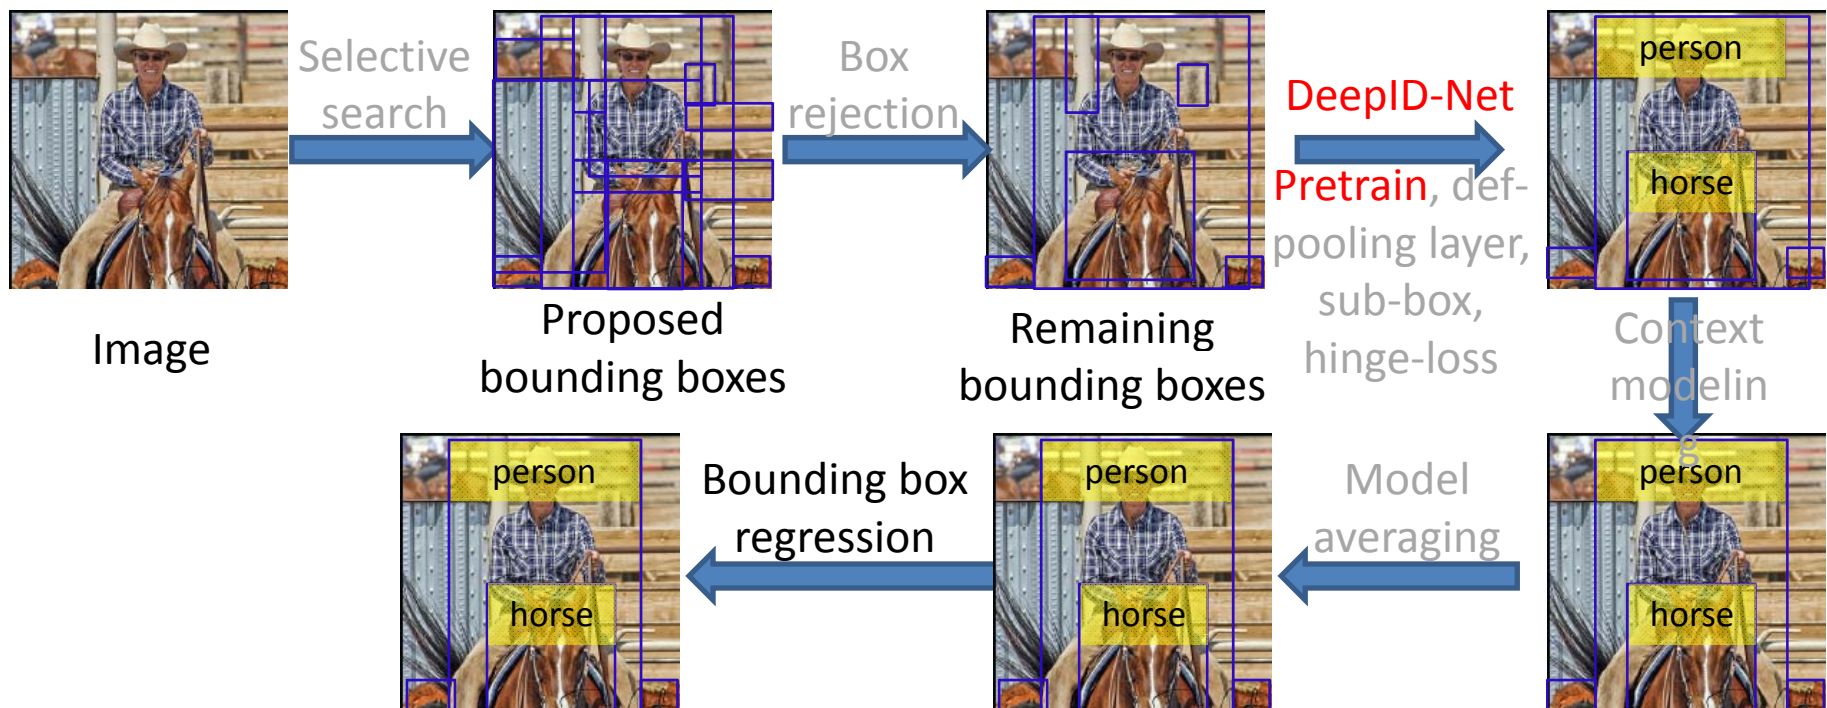 Selective
search
Box
rejection
DeepID-Net
Pretrain, def-
pooling layer,
sub-box,
hinge-loss
person
horse
Image
Proposed
bounding boxes
Remaining
bounding boxes
Context
modelin
g
person
horse
Model
averaging
person
horse
Bounding box
regression
person
horse